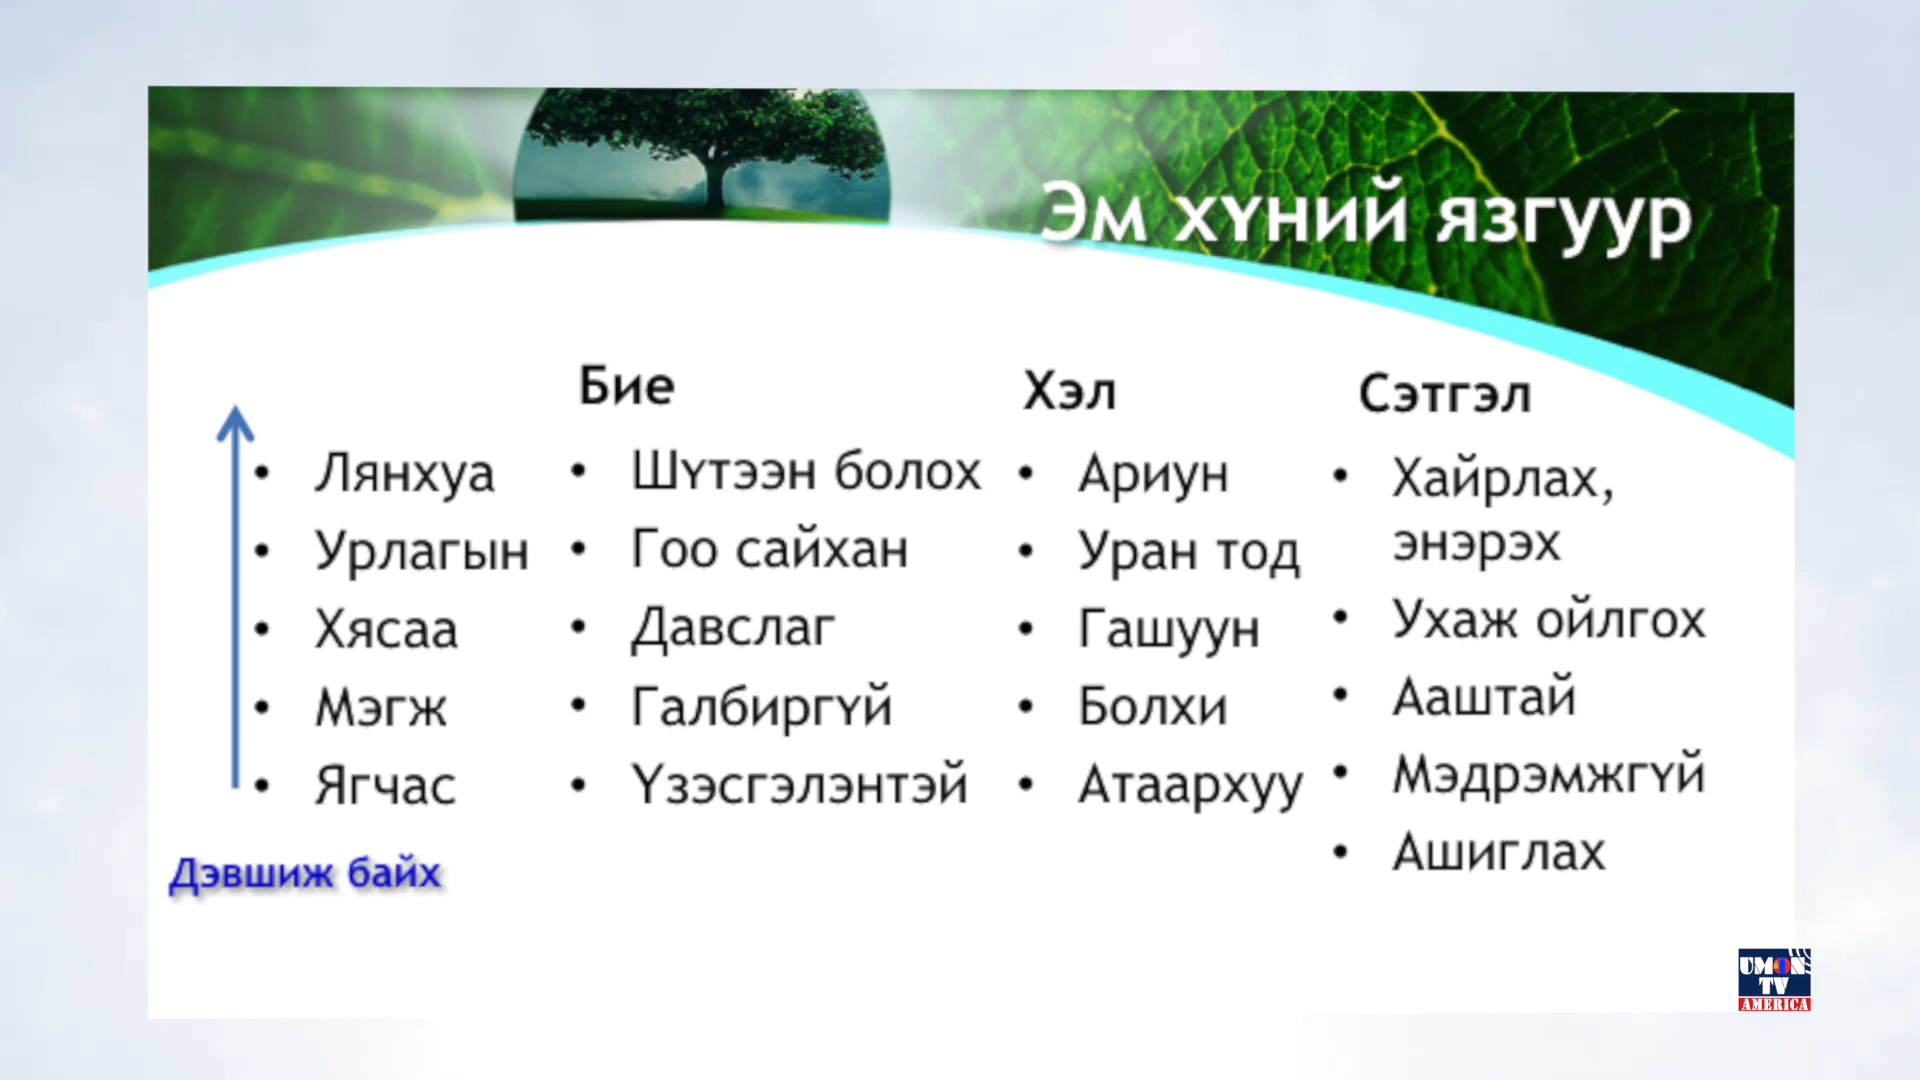 Эм хүний язгуур
Бие
Хэл
Сэтгэл
• Лянхуа
• Урлагын
• Хясаа
• Мэгж
• Ягчас
• Шүтээн болох
• Гоо сайхан
• Давслаг
• Галбиргүй
• Үзэсгэлэнтэй
• Ариун
• Уран тод
• Гашуун
• Болхи
• Атаархуу
• Хайрлах,
энэрэх
• Ухаж ойлгох
• Ааштай
• Мэдрэмжгүй
• Ашиглах
Дэвшиж байх
UMON
TV
AMERICA